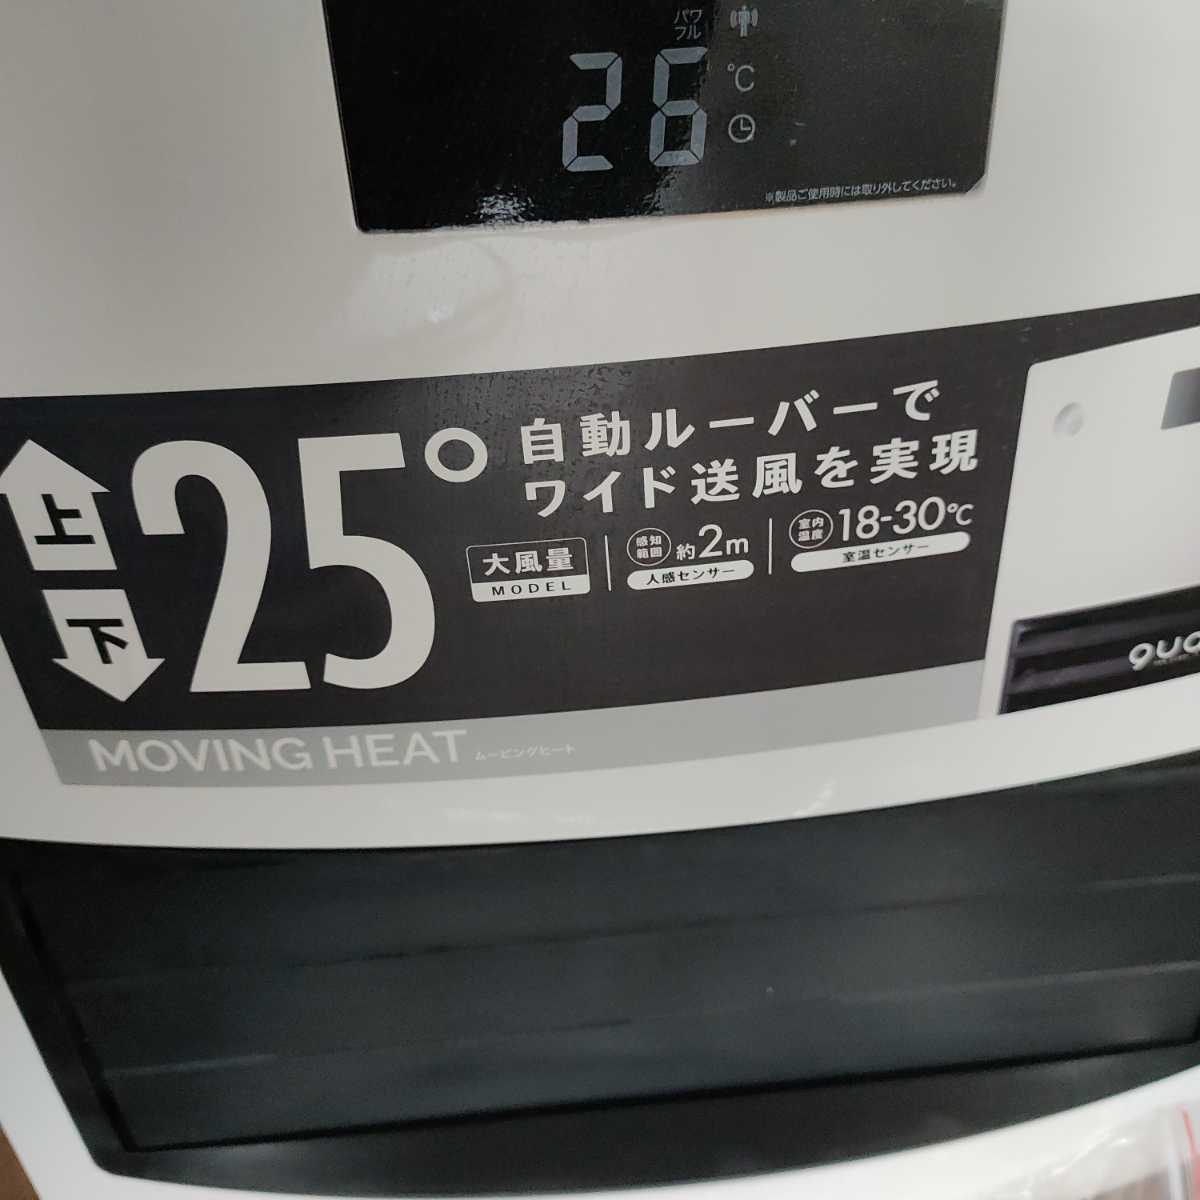 パワフル
26 ℃
※製品ご使用時には取り外してください。
上
下
25°
自動ルーバーで
ワイド送風を実現
大風量
MODEL
感知範囲 約2m
人感センサー
室内温度 18-30℃
室温センサー
MOVING HEAT ムービングヒート